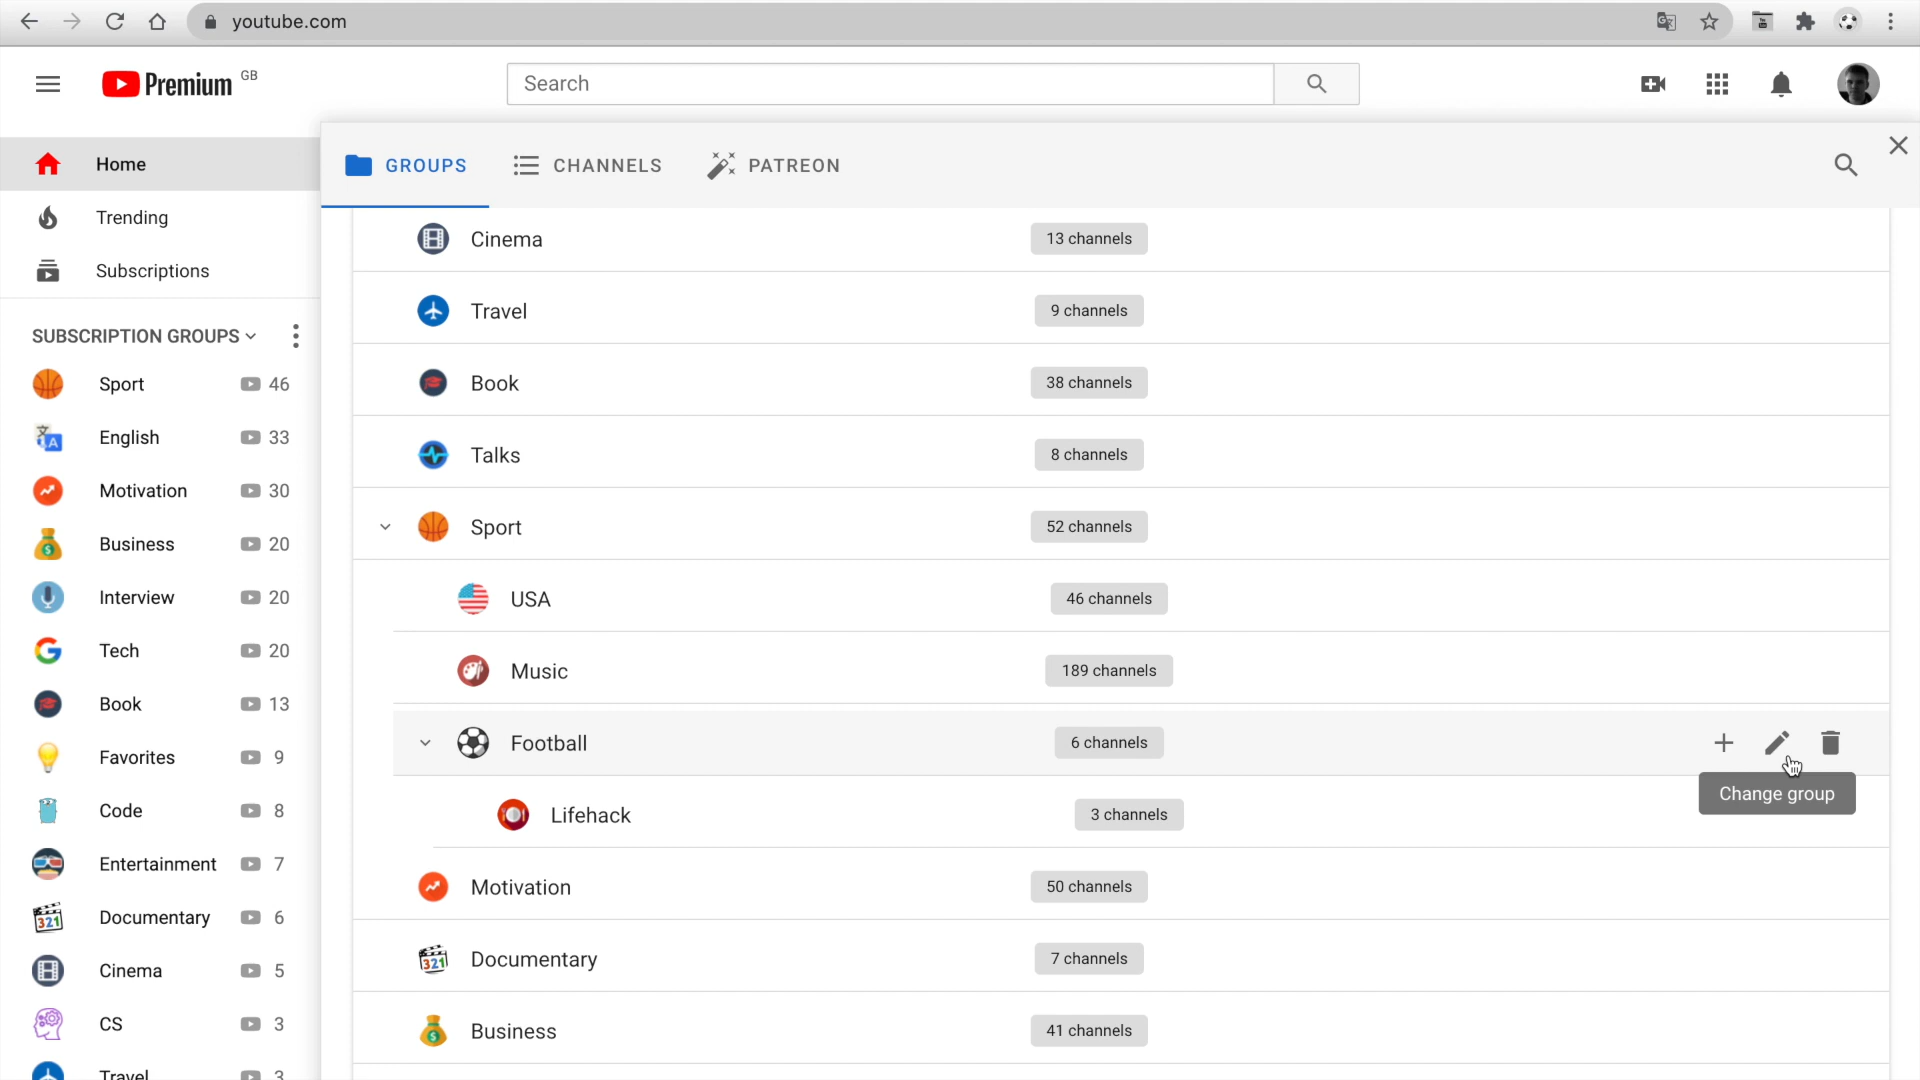 youtube.com
Premium GB
Search
Home
Trending
Subscriptions
SUBSCRIPTION GROUPS
Sport 46
English 33
Motivation 30
Business 20
Interview 20
Tech 20
Book 13
Favorites 9
Code 8
Entertainment 7
Documentary 6
Cinema 5
CS 3
Travel 3
GROUPS CHANNELS PATREON
Cinema 13 channels
Travel 9 channels
Book 38 channels
Talks 8 channels
Sport 52 channels
USA 46 channels
Music 189 channels
Football 6 channels
Change group
Lifehack 3 channels
Motivation 50 channels
321 Documentary 7 channels
Business 41 channels